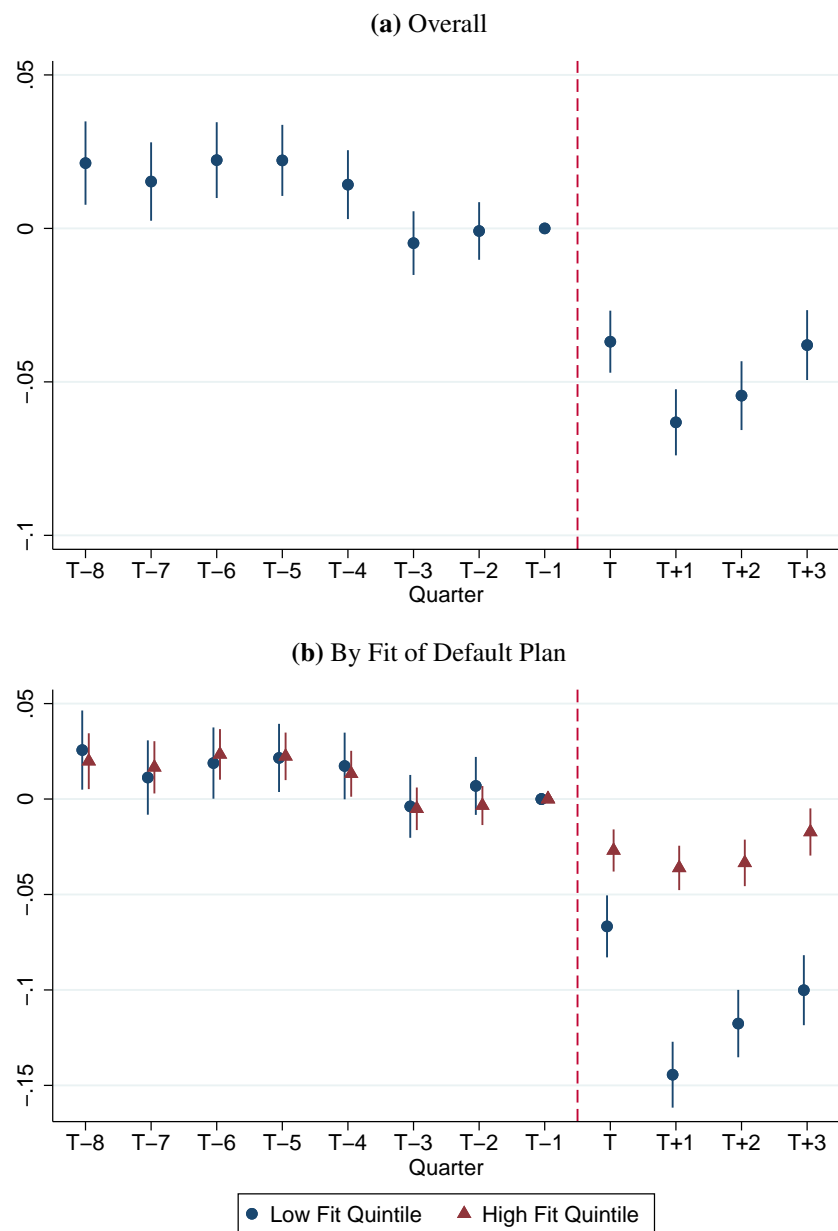 (a) Overall
.05
0
−.05
−.1
T−8 T−7 T−6 T−5 T−4 T−3 T−2 T−1 T T+1 T+2 T+3
Quarter
(b) By Fit of Default Plan
.05
0
−.05
−.1
−.15
T−8 T−7 T−6 T−5 T−4 T−3 T−2 T−1 T T+1 T+2 T+3
Quarter
Low Fit Quintile High Fit Quintile